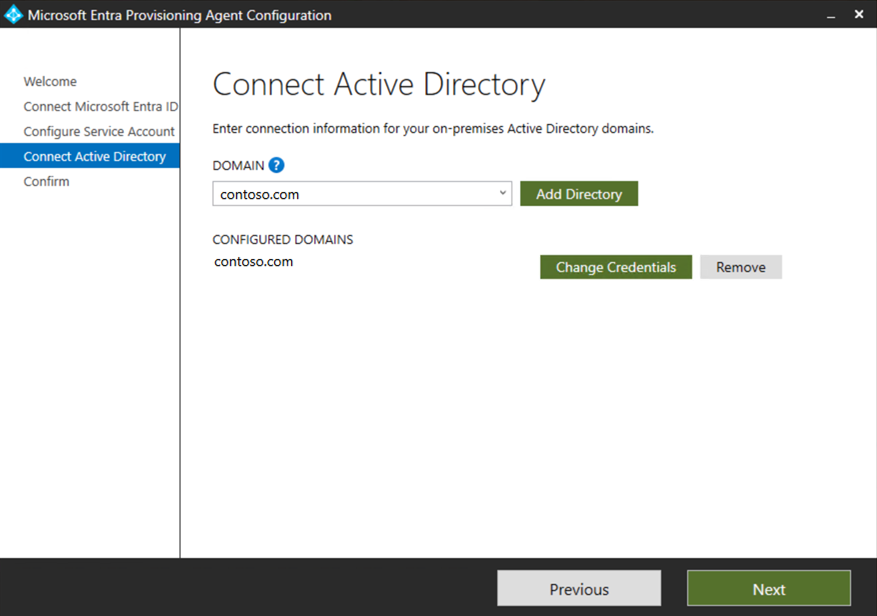 Microsoft Entra Provisioning Agent Configuration
Welcome
Connect Microsoft Entra ID
Configure Service Account
Connect Active Directory
Confirm
Connect Active Directory
Enter connection information for your on-premises Active Directory domains.
DOMAIN ?
contoso.com
Add Directory
CONFIGURED DOMAINS
contoso.com
Change Credentials
Remove
Previous
Next